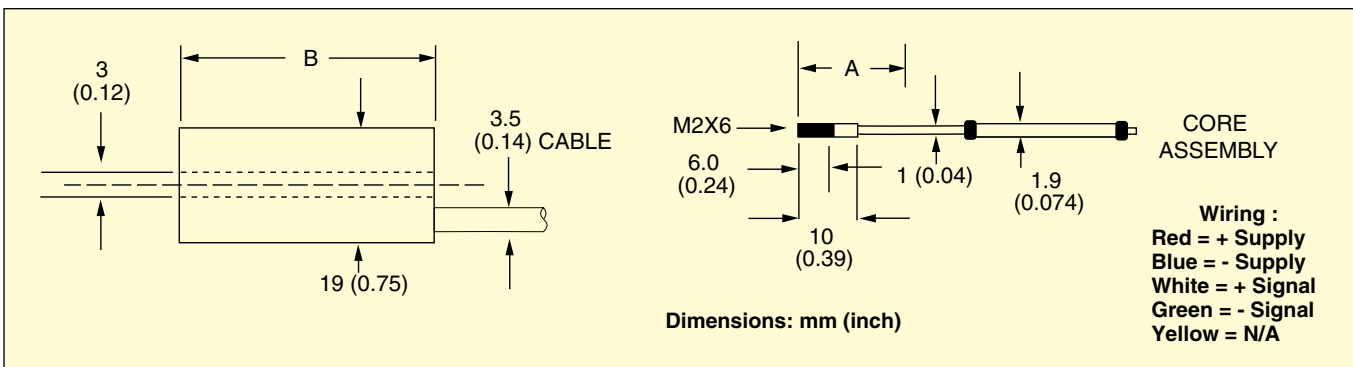 B
3
(0.12)
3.5
(0.14) CABLE
19 (0.75)
A
M2X6
CORE
ASSEMBLY
6.0
(0.24)
1 (0.04)
1.9
(0.074)
10
(0.39)
Dimensions: mm (inch)
Wiring :
Red = + Supply
Blue = - Supply
White = + Signal
Green = - Signal
Yellow = N/A